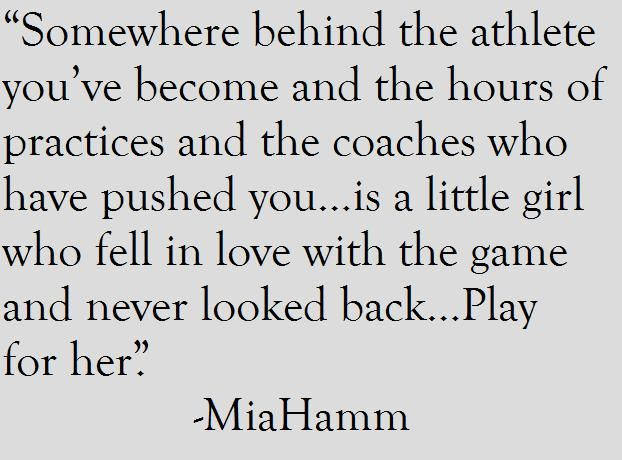 “Somewhere behind the athlete
you’ve become and the hours of
practices and the coaches who
have pushed you...is a little girl
who fell in love with the game
and never looked back...Play
for her.”
-MiaHamm